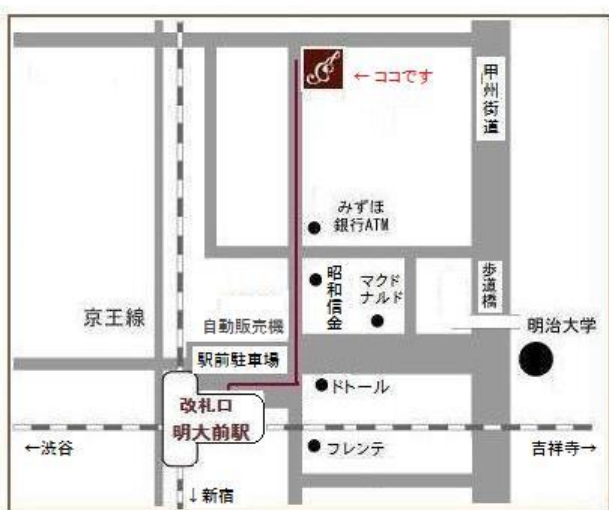 ←ココです
甲州街道
みずほ
銀行ATM
昭和信金
マクド
ナルド
歩道橋
京王線
自動販売機
明治大学
駅前駐車場
ドトール
改札口
明大前駅
←渋谷
フレンテ
吉祥寺→
↓新宿